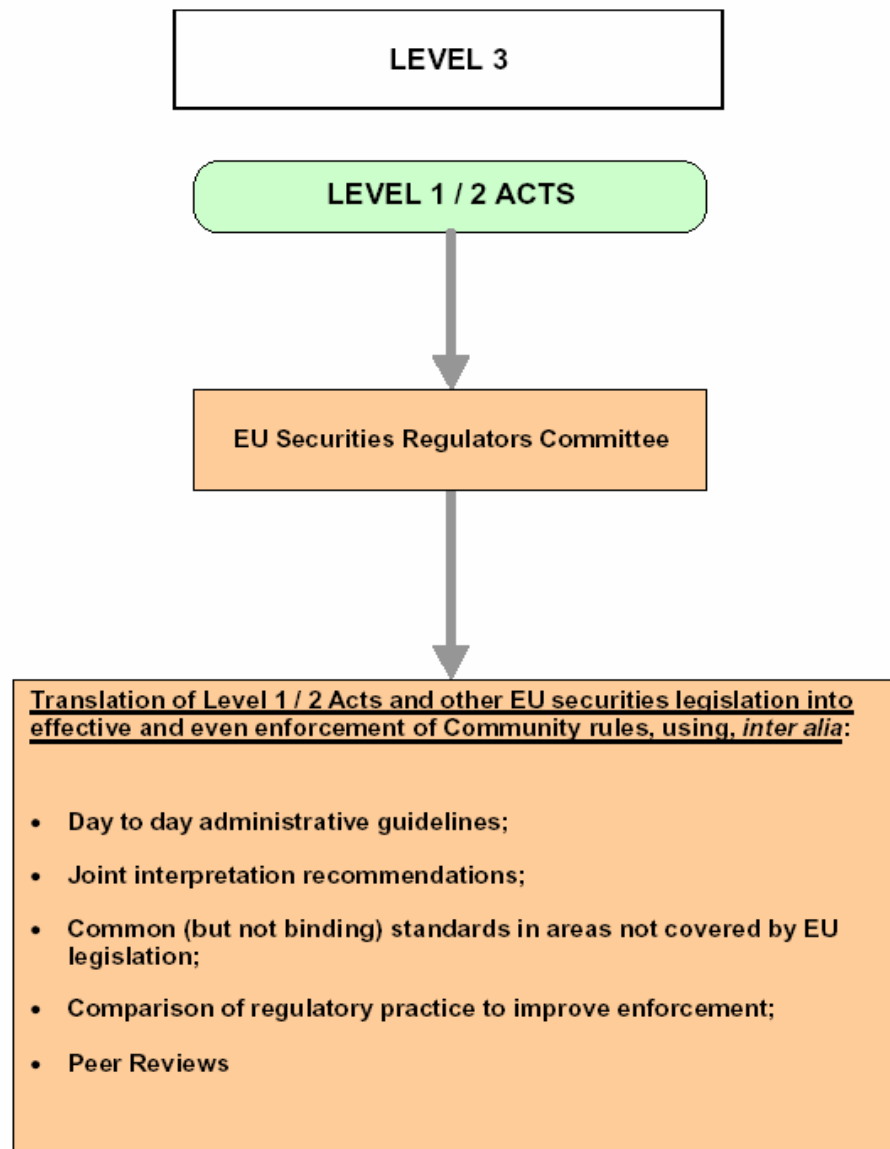 LEVEL 3
LEVEL 1 / 2 ACTS
EU Securities Regulators Committee
Translation of Level 1 / 2 Acts and other EU securities legislation into
effective and even enforcement of Community rules, using, inter alia:
• Day to day administrative guidelines;
• Joint interpretation recommendations;
• Common (but not binding) standards in areas not covered by EU
legislation;
• Comparison of regulatory practice to improve enforcement;
• Peer Reviews